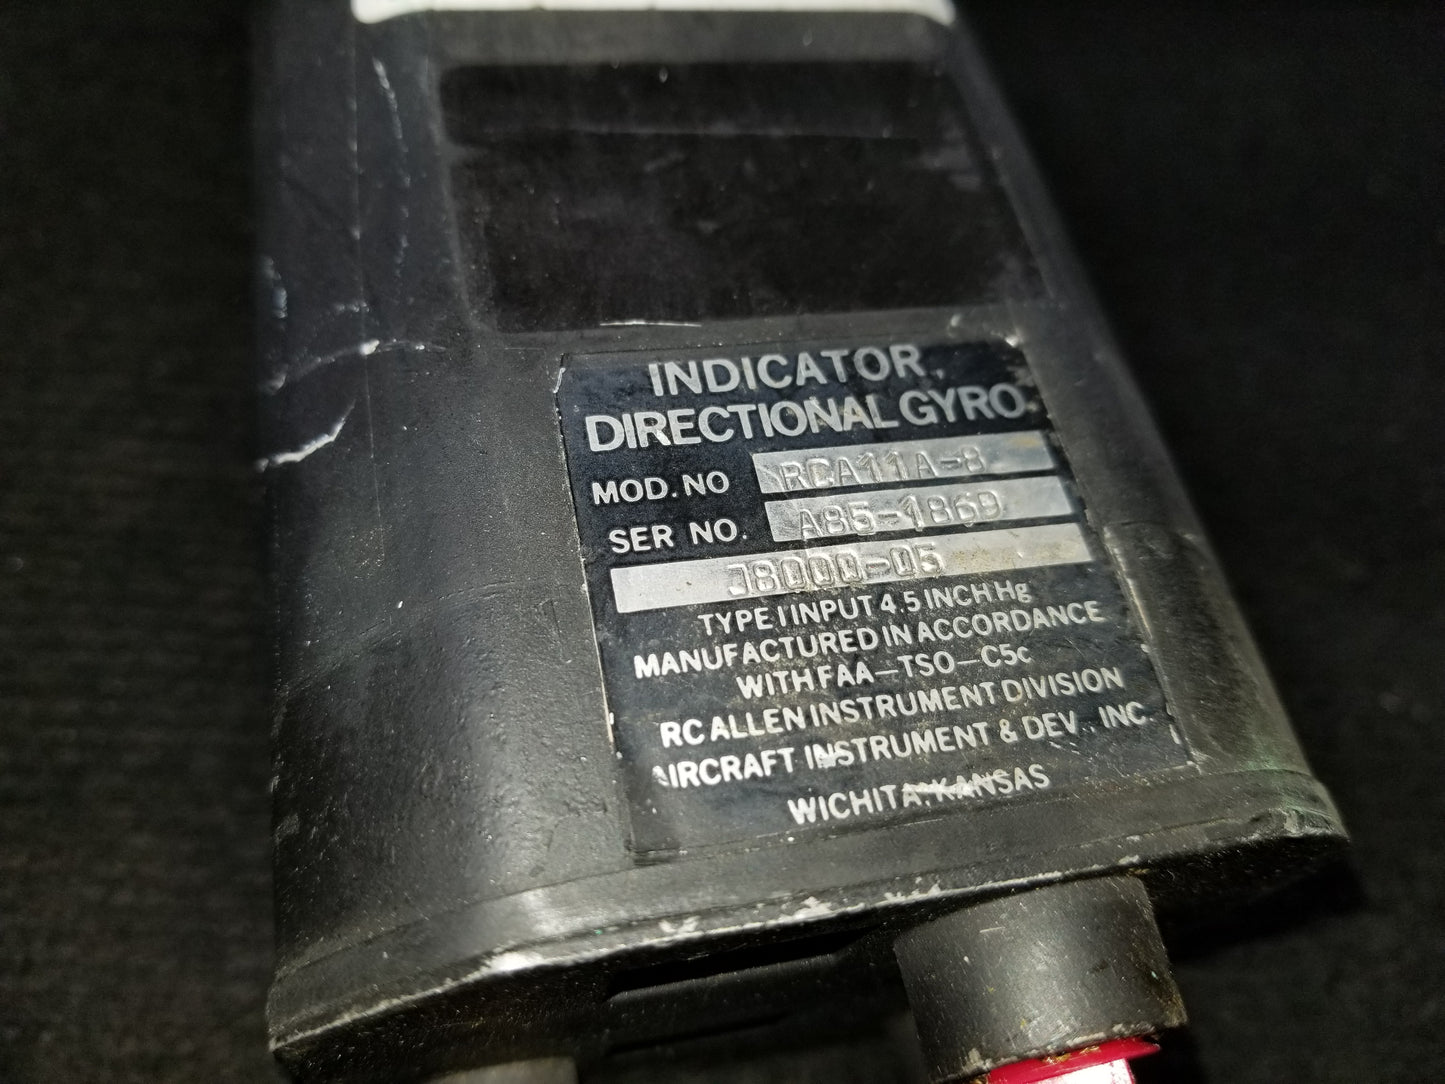 INDICATOR,
DIRECTIONAL GYRO
MOD. NO RCA11A-8
SER NO. A85-1869
J8000-05
TYPE I INPUT 4.5 INCH Hg
MANUFACTURED IN ACCORDANCE
WITH FAA-TSO-C5c
RC ALLEN INSTRUMENT DIVISION
AIRCRAFT INSTRUMENT & DEV., INC.
WICHITA, KANSAS